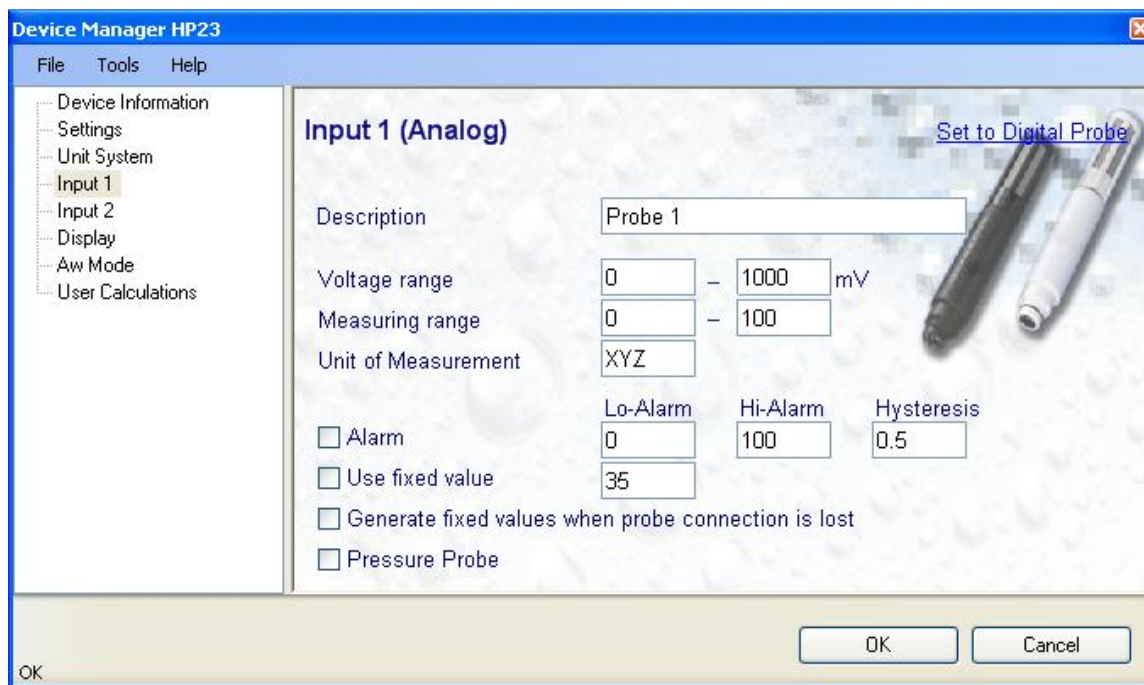 Device Manager HP23
File Tools Help
Device Information
Settings
Unit System
Input 1
Input 2
Display
Aw Mode
User Calculations
Input 1 (Analog)
Set to Digital Probe
Description Probe 1
Voltage range 0 – 1000 mV
Measuring range 0 – 100
Unit of Measurement XYZ
Lo-Alarm Hi-Alarm Hysteresis
Alarm 0 100 0.5
Use fixed value 35
Generate fixed values when probe connection is lost
Pressure Probe
OK Cancel
OK